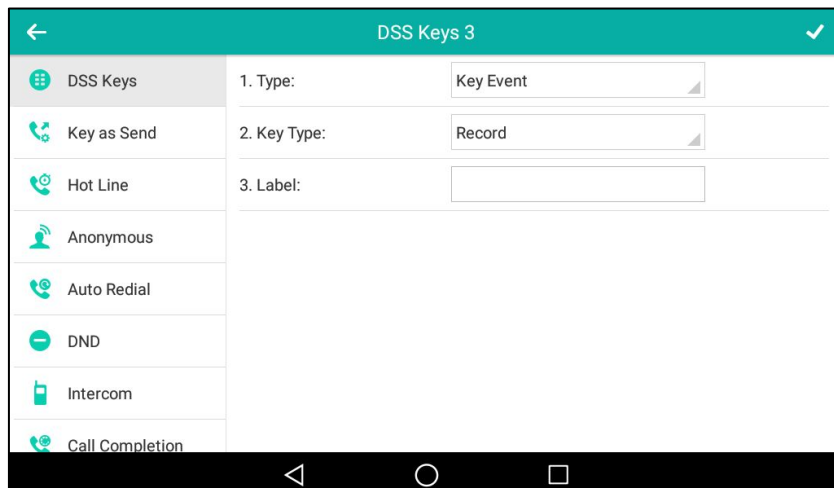 DSS Keys 3
DSS Keys
1. Type: Key Event
Key as Send
2. Key Type: Record
Hot Line
3. Label:
Anonymous
Auto Redial
DND
Intercom
Call Completion